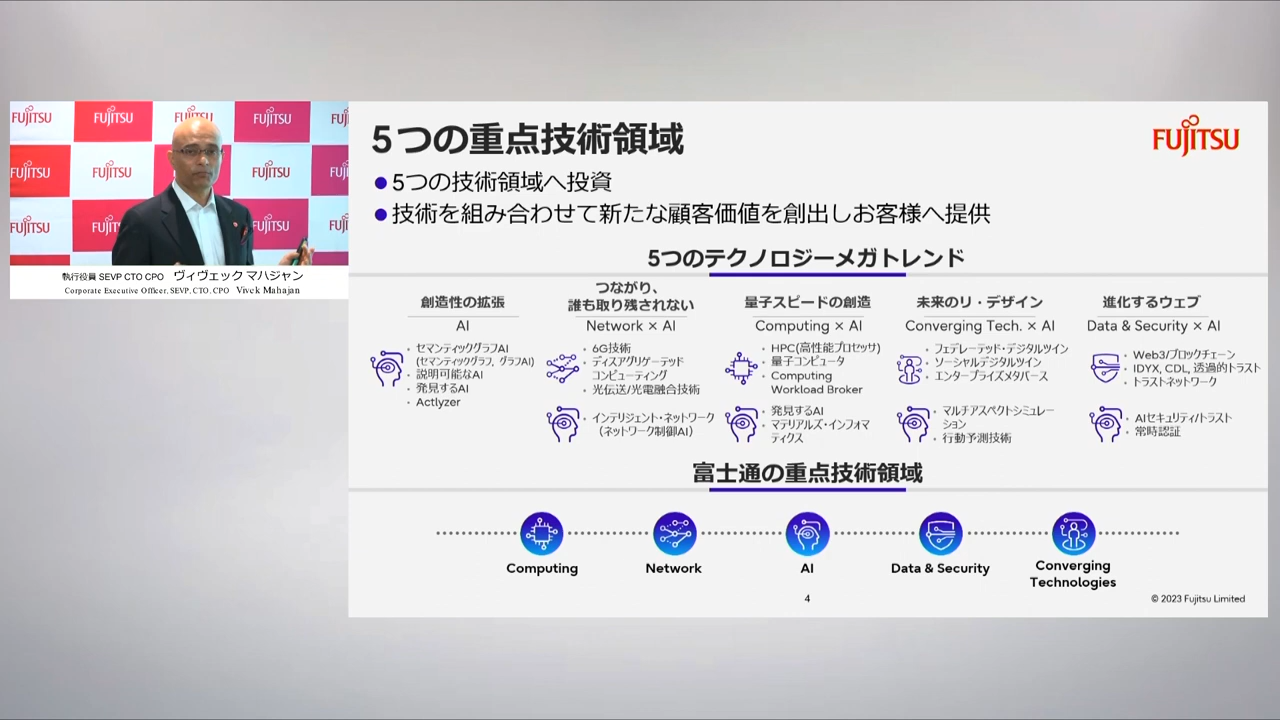 FUJITSU FUJITSU FUJITSU FUJITSU FUJ
FUJITSU FUJITSU FUJITSU FUJ
FUJITSU FUJIT FUJITSU FUJ
執行役員 SEVP CTO CPO ヴィヴェック マハジャン
Corporate Executive Officer, SEVP, CTO, CPO Vivek Mahajan
5つの重点技術領域
FUJITSU
●5つの技術領域へ投資
●技術を組み合わせて新たな顧客価値を創出しお客様へ提供
5つのテクノロジーメガトレンド
創造性の拡張
AI
・セマンティックグラフAI
(セマンティックグラフ, グラフAI)
・説明可能なAI
・発見するAI
・Actlyzer
つながり、
誰も取り残されない
Network × AI
・6G技術
・ディスアグリゲーテッド
コンピューティング
・光伝送/光電融合技術
・インテリジェント・ネットワーク
（ネットワーク制御AI）
量子スピードの創造
Computing × AI
・HPC(高性能プロセッサ)
・量子コンピュータ
・Computing
Workload Broker
・発見するAI
・マテリアルズ・インフォマ
ティクス
未来のリ・デザイン
Converging Tech. × AI
・フェデレーテッド・デジタルツイン
・ソーシャルデジタルツイン
・エンタープライズメタバース
・マルチアスペクトシミュレー
ション
・行動予測技術
進化するウェブ
Data & Security × AI
・Web3/ブロックチェーン
・IDYX, CDL, 透過的トラスト
・トラストネットワーク
・AIセキュリティ/トラスト
・常時認証
富士通の重点技術領域
Computing
Network
AI
Data & Security
Converging
Technologies
4
© 2023 Fujitsu Limited